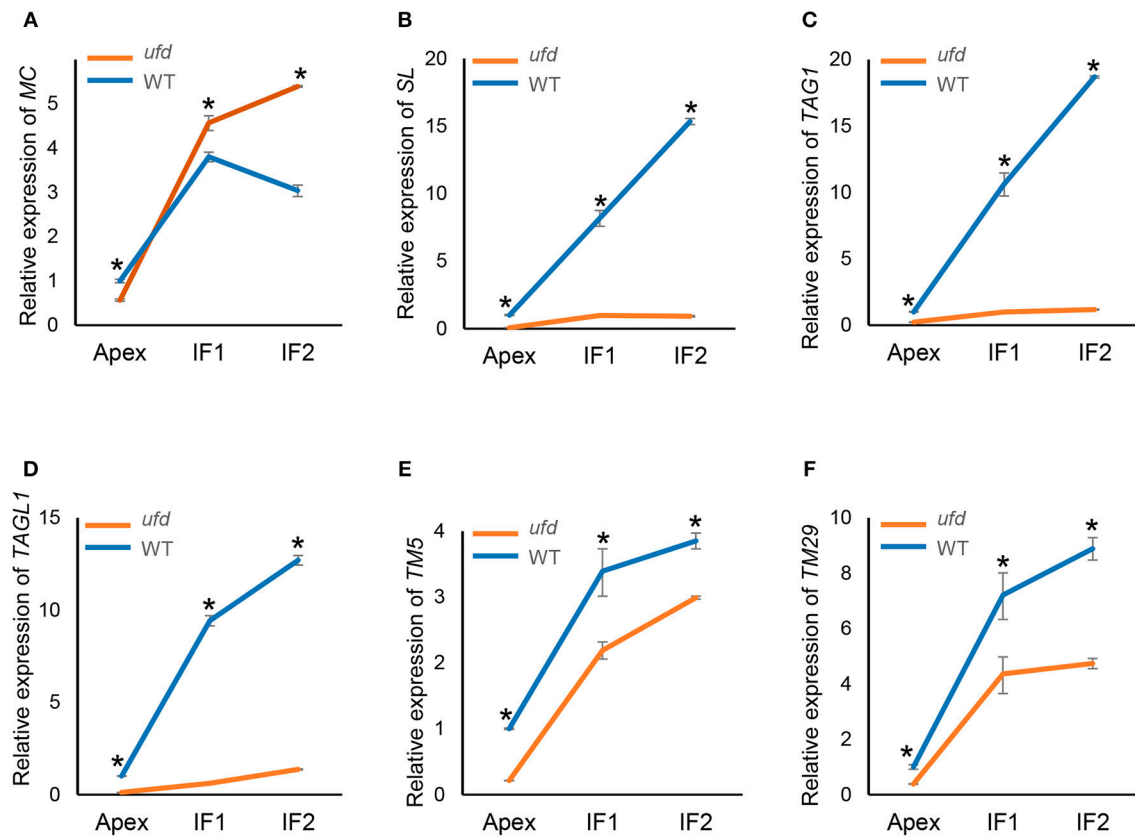 A
Relative expression of MC
ufd
WT
5
4
3
2
1
0
*
*
*
Apex IF1 IF2
B
Relative expression of SL
ufd
WT
20
15
10
5
0
*
*
*
Apex IF1 IF2
C
Relative expression of TAG1
ufd
WT
20
15
10
5
0
*
*
*
Apex IF1 IF2
D
Relative expression of TAGL1
ufd
WT
15
10
5
0
*
*
*
Apex IF1 IF2
E
Relative expression of TM5
ufd
WT
4
3
2
1
0
*
*
*
Apex IF1 IF2
F
Relative expression of TM29
ufd
WT
10
8
6
4
2
0
*
*
*
Apex IF1 IF2